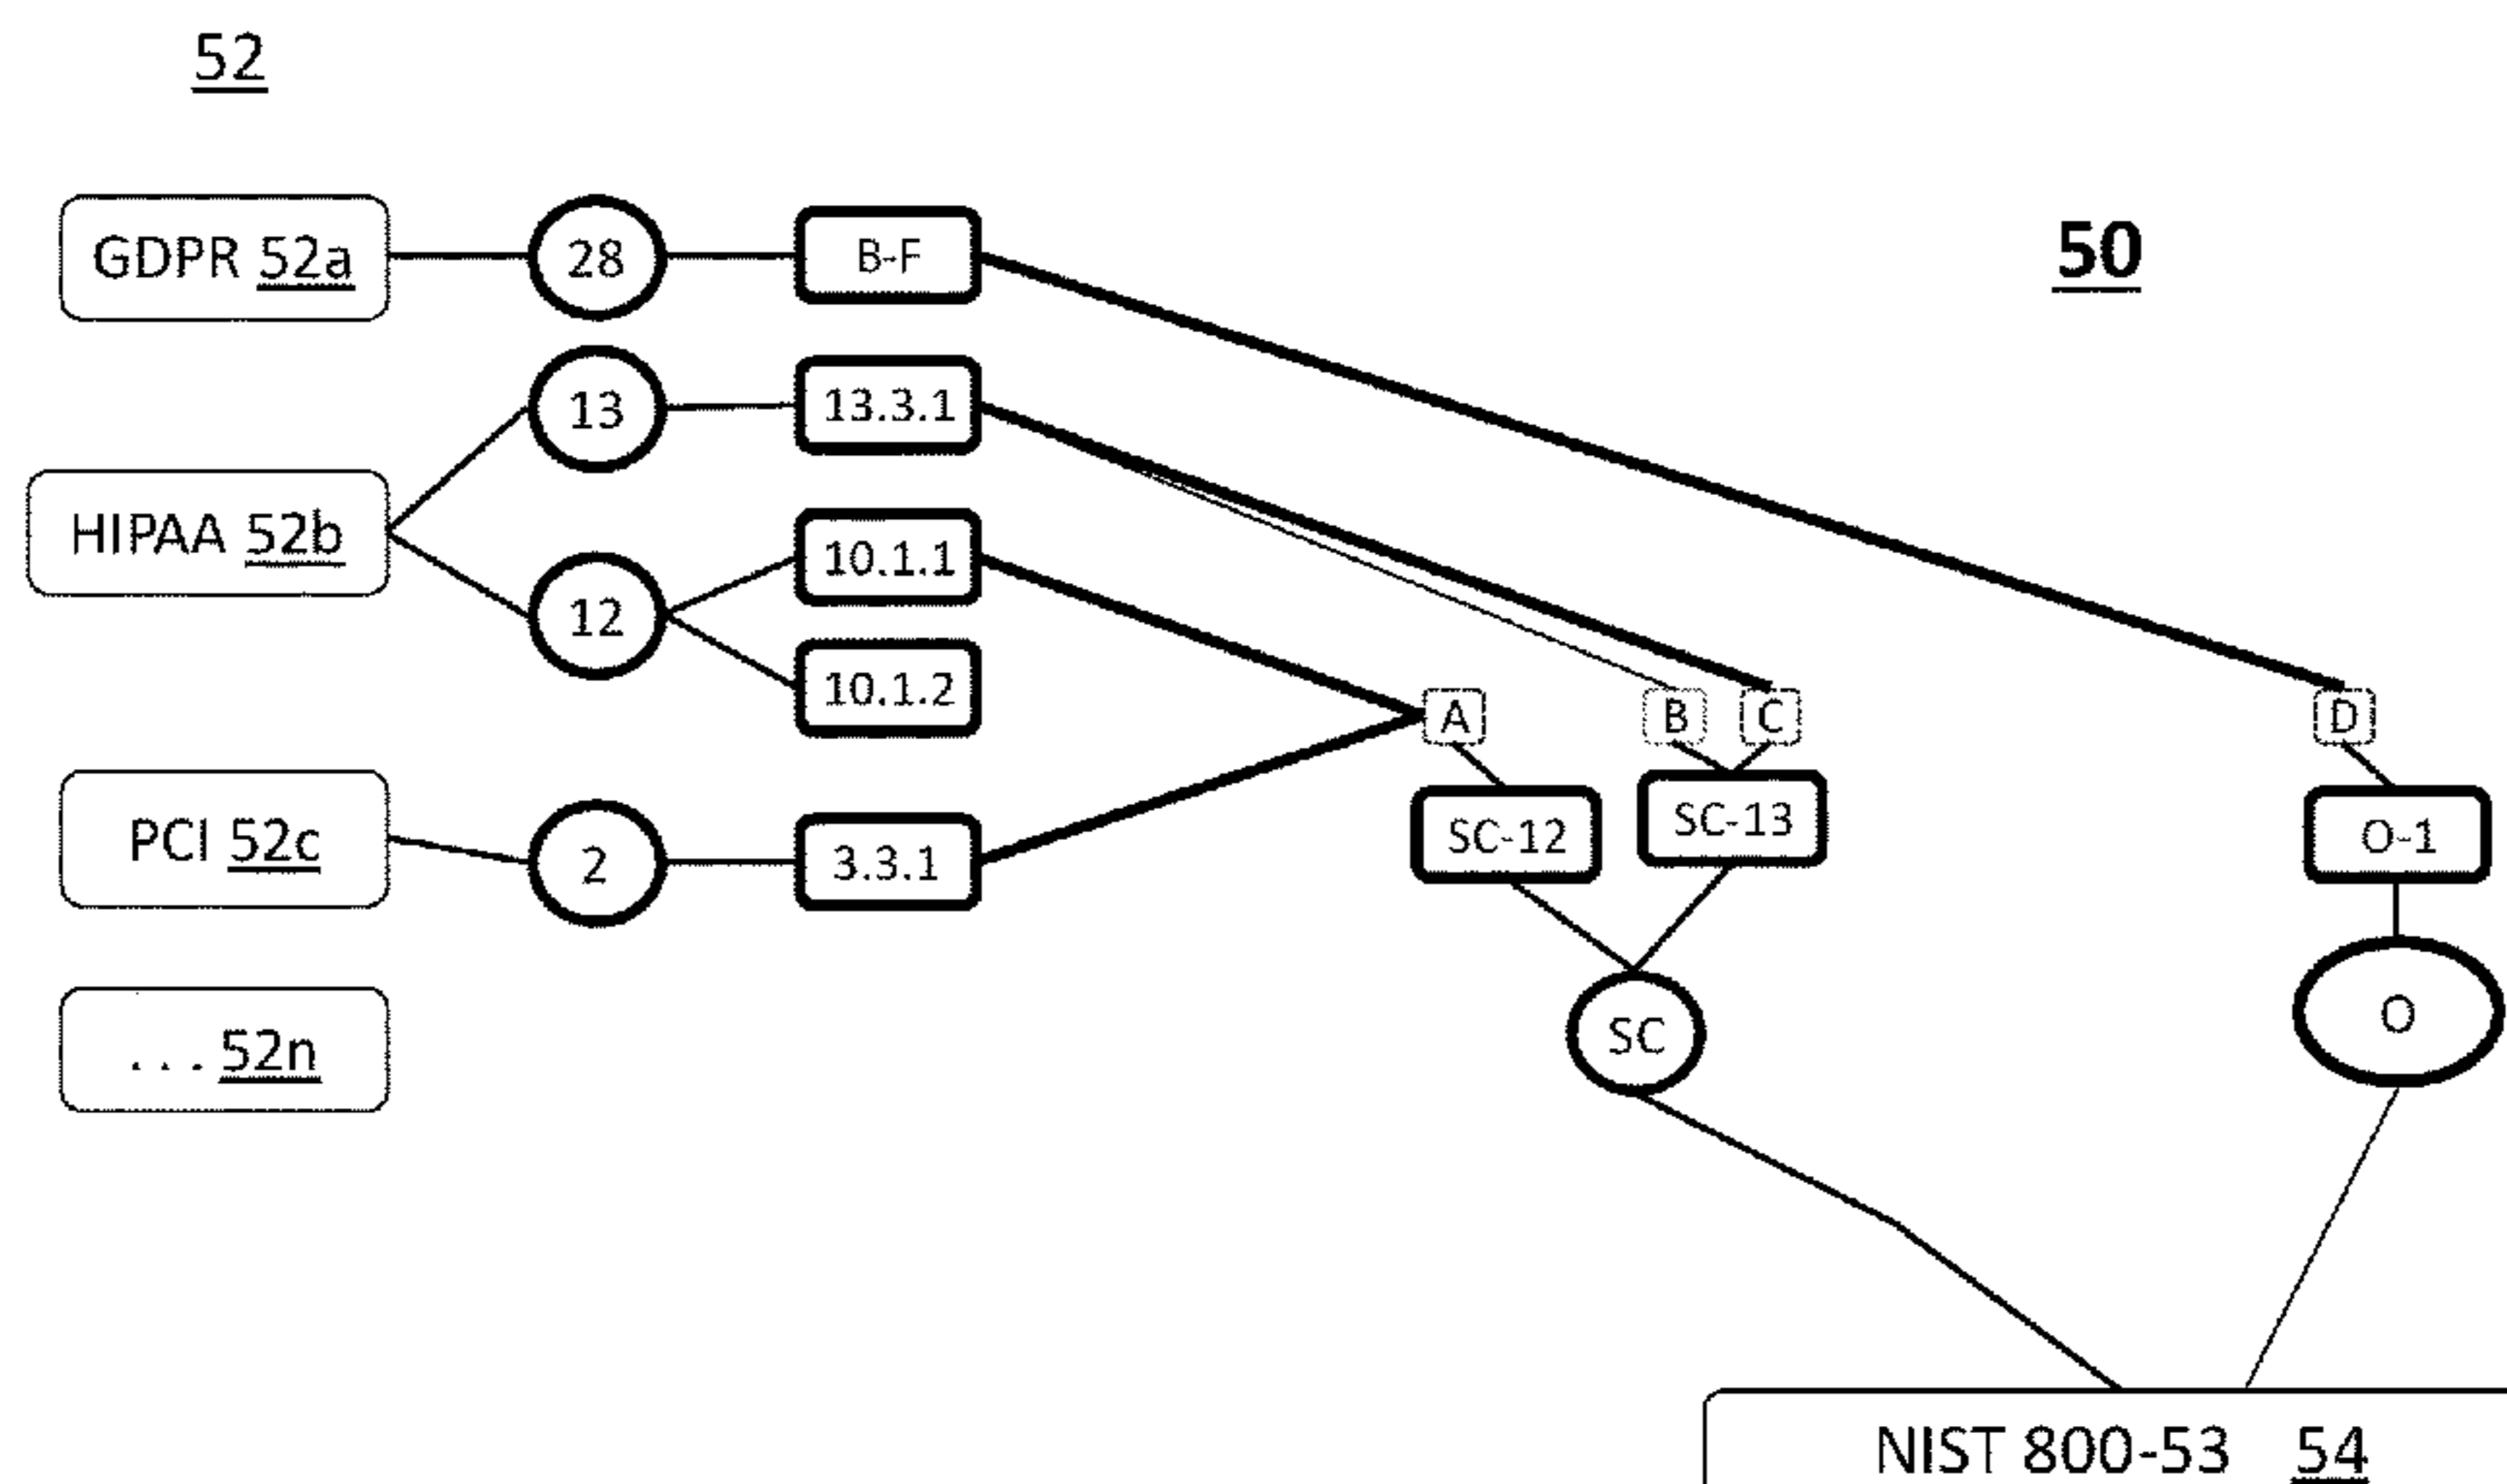 52
50
GDPR 52a
28
B-F
13
13.3.1
HIPAA 52b
12
10.1.1
10.1.2
A
B
C
D
PCI 52c
2
3.3.1
SC-12
SC-13
O-1
. . . 52n
SC
O
NIST 800-53 54